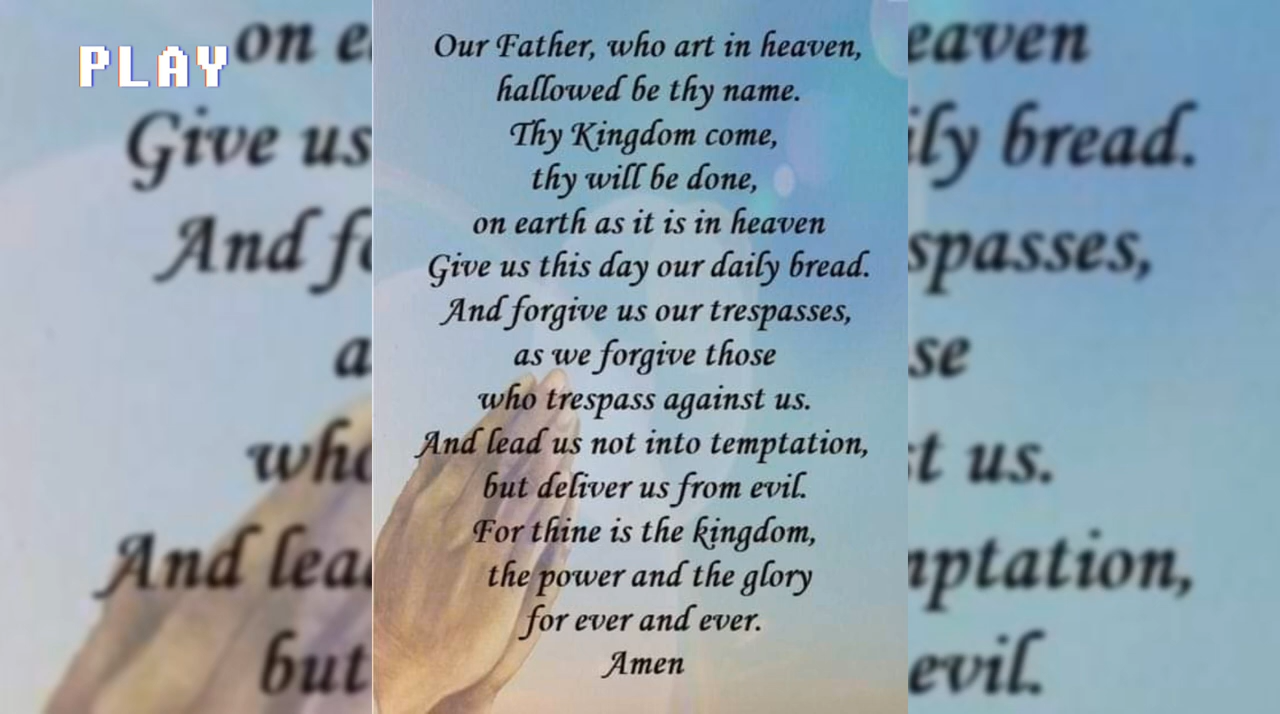 PLAY
Our Father, who art in heaven,
hallowed be thy name.
Thy Kingdom come,
thy will be done,
on earth as it is in heaven
Give us this day our daily bread.
And forgive us our trespasses,
as we forgive those
who trespass against us.
And lead us not into temptation,
but deliver us from evil.
For thine is the kingdom,
the power and the glory
for ever and ever.
Amen